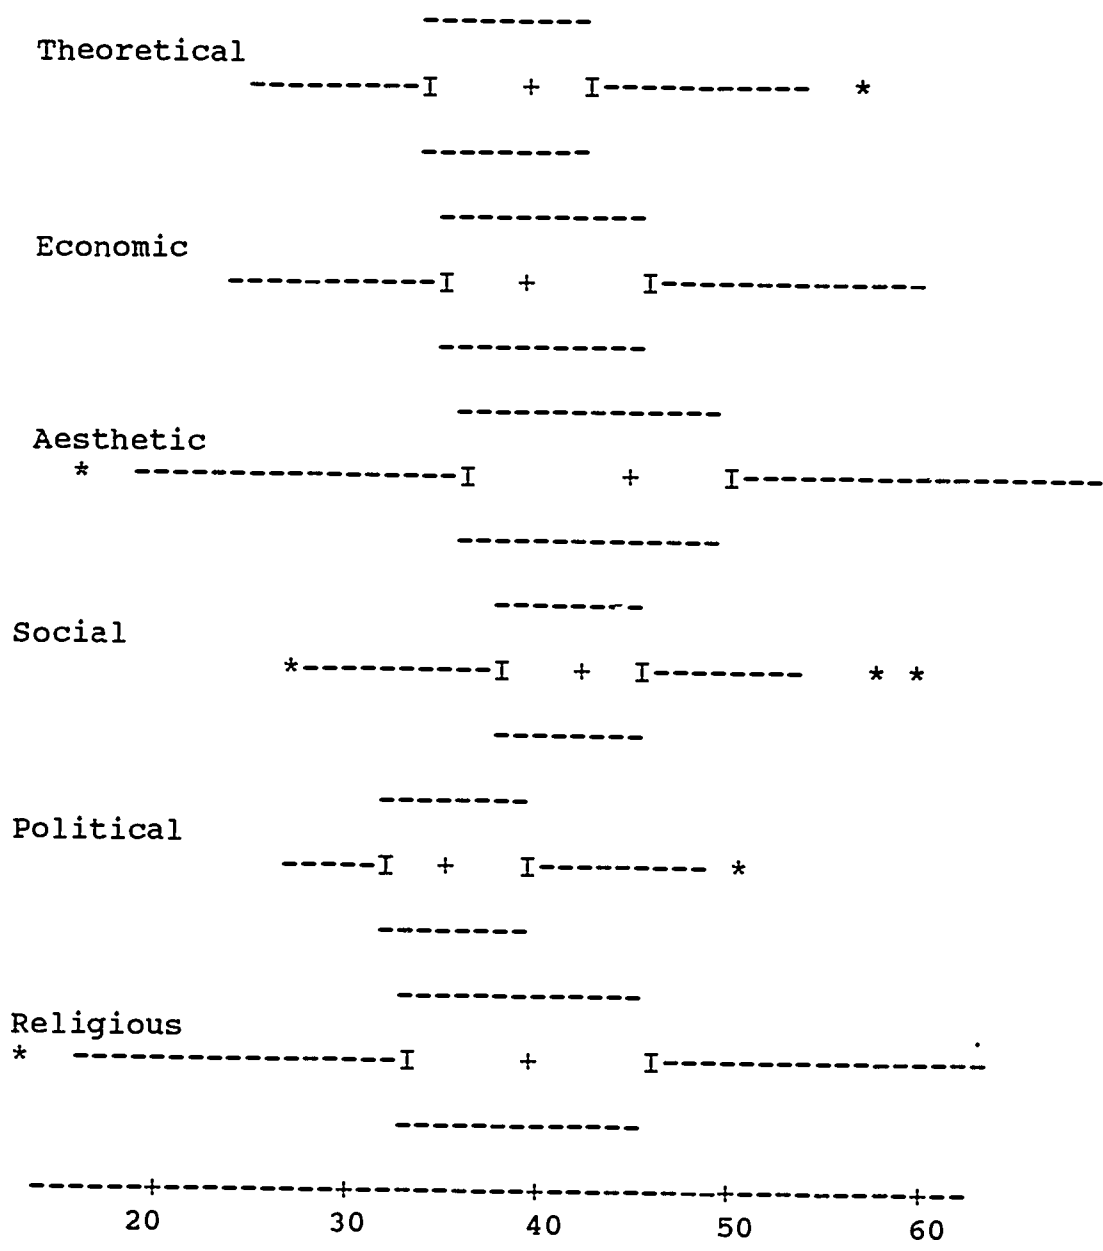 ---------
Theoretical
---------I    +   I-----------   *
---------
-----------
Economic
-----------I    +      I--------------
-----------
--------------
Aesthetic
*  -----------------I        +     I-------------------
--------------
--------
Social
*----------I   +   I--------    * *
--------
--------
Political
-----I   +    I---------  *
--------
-------------
Religious
*  -----------------I      +      I-----------------
-------------
------+---------+---------+---------+---------+--
20 30 40 50 60